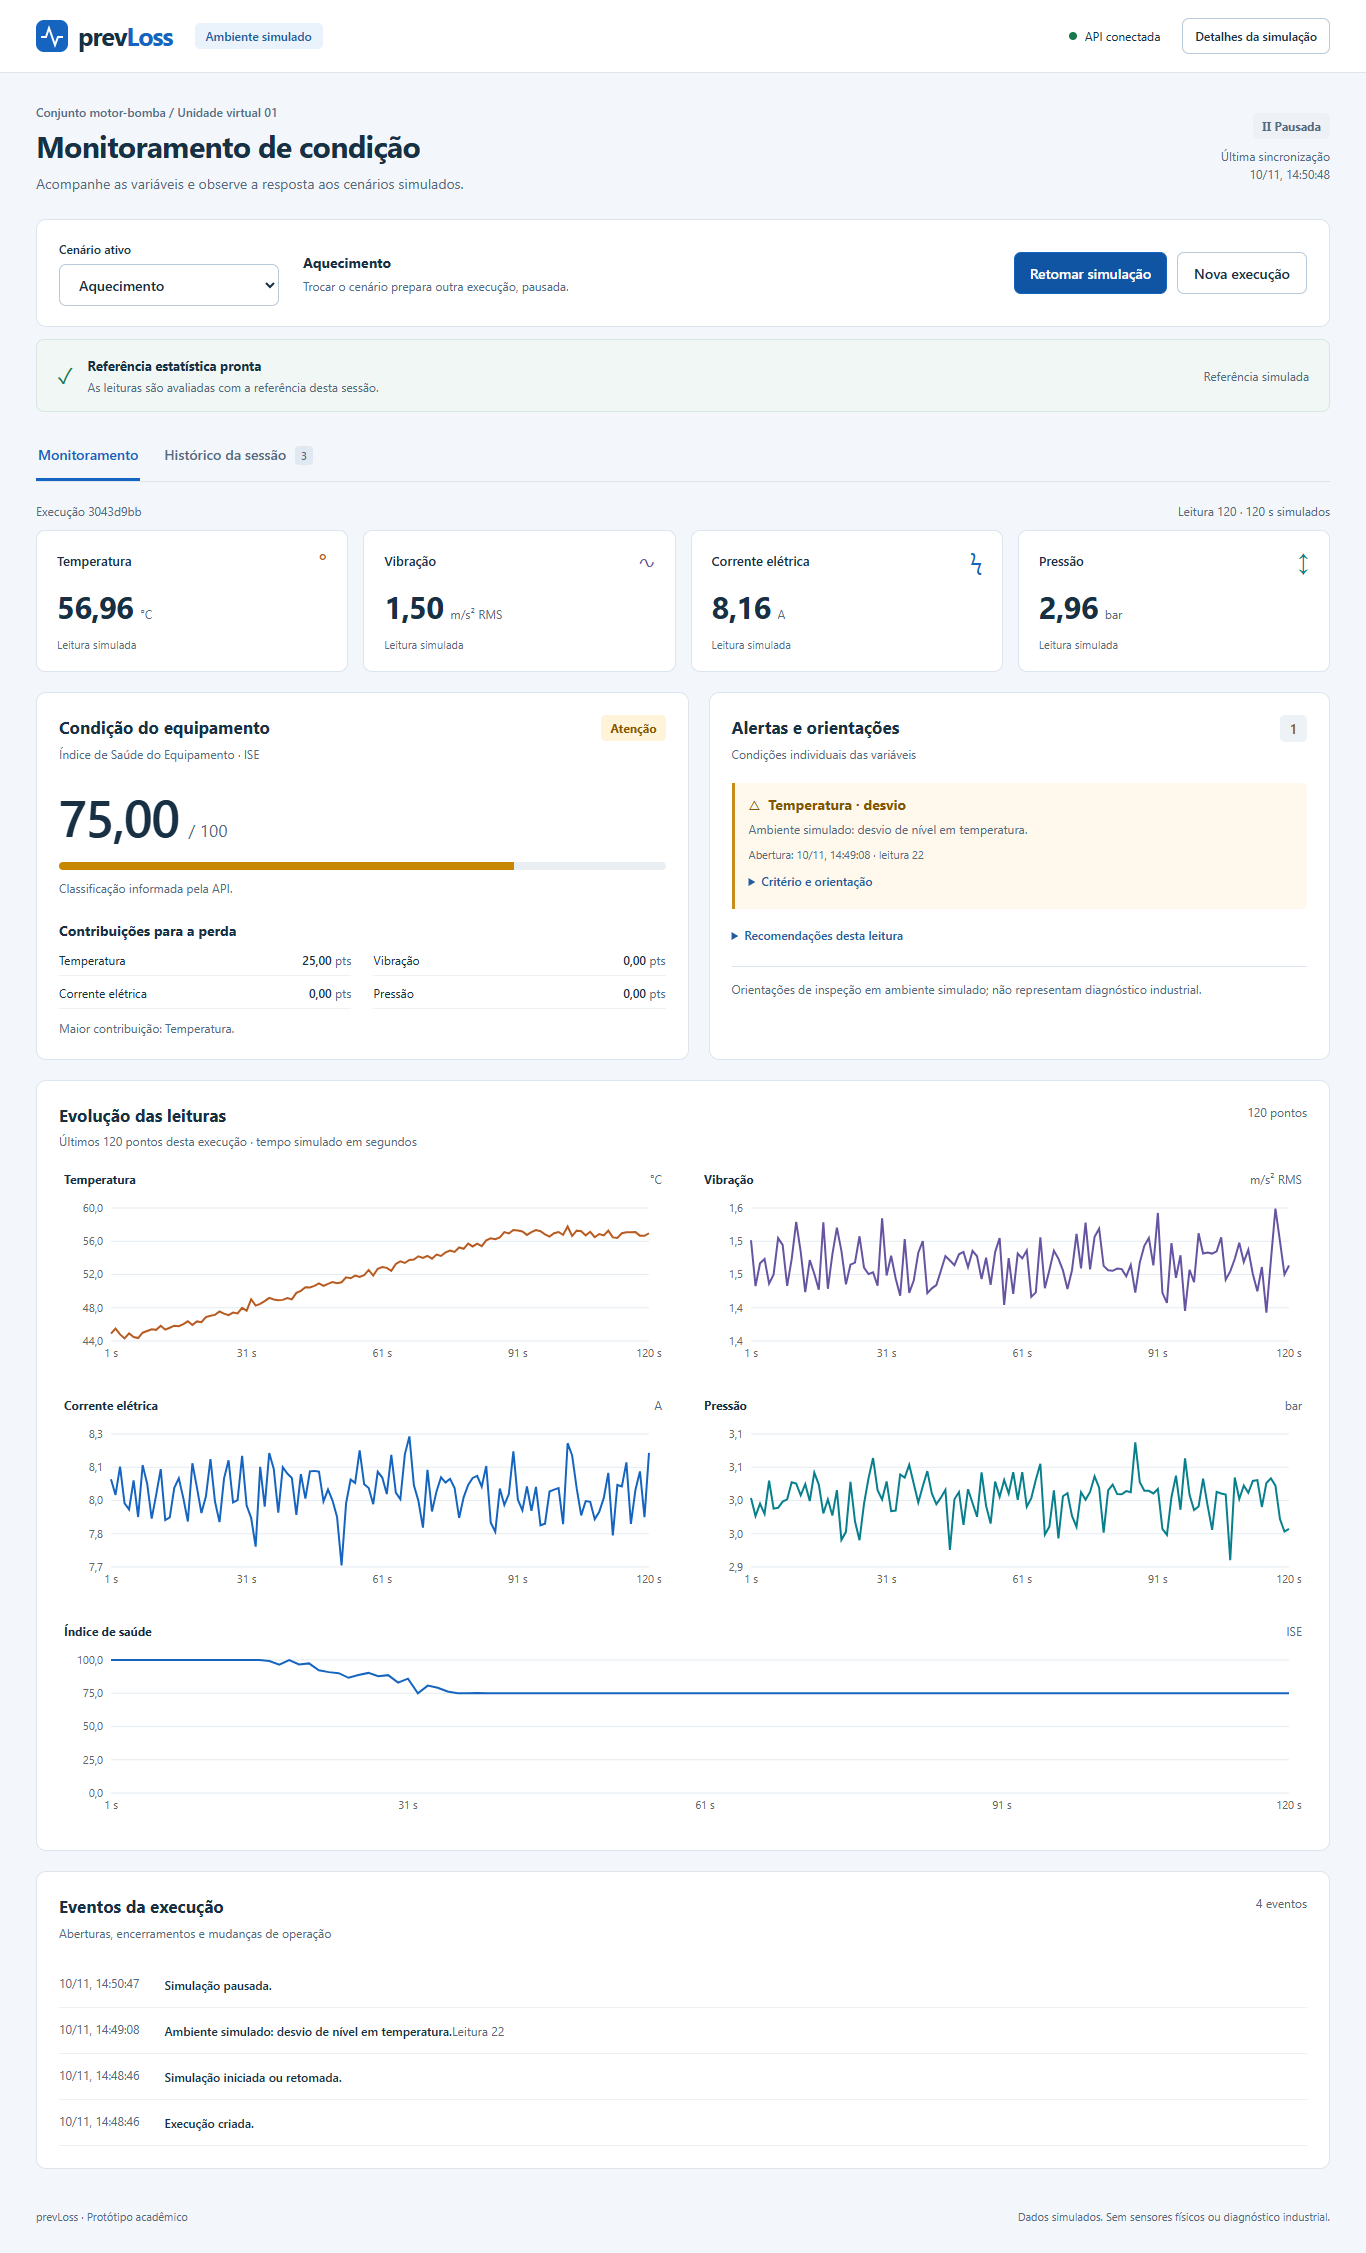 prevLoss
Ambiente simulado
API conectada
Detalhes da simulação
Conjunto motor-bomba / Unidade virtual 01
Monitoramento de condição
Acompanhe as variáveis e observe a resposta aos cenários simulados.
II Pausada
Última sincronização
10/11, 14:50:48
Cenário ativo
Aquecimento
Aquecimento
Trocar o cenário prepara outra execução, pausada.
Retomar simulação
Nova execução
✓
Referência estatística pronta
As leituras são avaliadas com a referência desta sessão.
Referência simulada
Monitoramento
Histórico da sessão 3
Execução 3043d9bb
Leitura 120 · 120 s simulados
Temperatura
°
56,96 °C
Leitura simulada
Vibração
∿
1,50 m/s² RMS
Leitura simulada
Corrente elétrica
8,16 A
Leitura simulada
Pressão
↕
2,96 bar
Leitura simulada
Condição do equipamento
Atenção
Índice de Saúde do Equipamento · ISE
75,00 / 100
Classificação informada pela API.
Contribuições para a perda
Temperatura 25,00 pts
Vibração 0,00 pts
Corrente elétrica 0,00 pts
Pressão 0,00 pts
Maior contribuição: Temperatura.
Alertas e orientações
1
Condições individuais das variáveis
△ Temperatura · desvio
Ambiente simulado: desvio de nível em temperatura.
Abertura: 10/11, 14:49:08 · leitura 22
▶ Critério e orientação
▶ Recomendações desta leitura
Orientações de inspeção em ambiente simulado; não representam diagnóstico industrial.
Evolução das leituras
120 pontos
Últimos 120 pontos desta execução · tempo simulado em segundos
Temperatura °C
60,0
56,0
52,0
48,0
44,0
1 s 31 s 61 s 91 s 120 s
Vibração m/s² RMS
1,6
1,5
1,5
1,4
1,4
1 s 31 s 61 s 91 s 120 s
Corrente elétrica A
8,3
8,1
8,0
7,8
7,7
1 s 31 s 61 s 91 s 120 s
Pressão bar
3,1
3,1
3,0
3,0
2,9
1 s 31 s 61 s 91 s 120 s
Índice de saúde ISE
100,0
75,0
50,0
25,0
0,0
1 s 31 s 61 s 91 s 120 s
Eventos da execução
4 eventos
Aberturas, encerramentos e mudanças de operação
10/11, 14:50:47 Simulação pausada.
10/11, 14:49:08 Ambiente simulado: desvio de nível em temperatura.Leitura 22
10/11, 14:48:46 Simulação iniciada ou retomada.
10/11, 14:48:46 Execução criada.
prevLoss · Protótipo acadêmico
Dados simulados. Sem sensores físicos ou diagnóstico industrial.